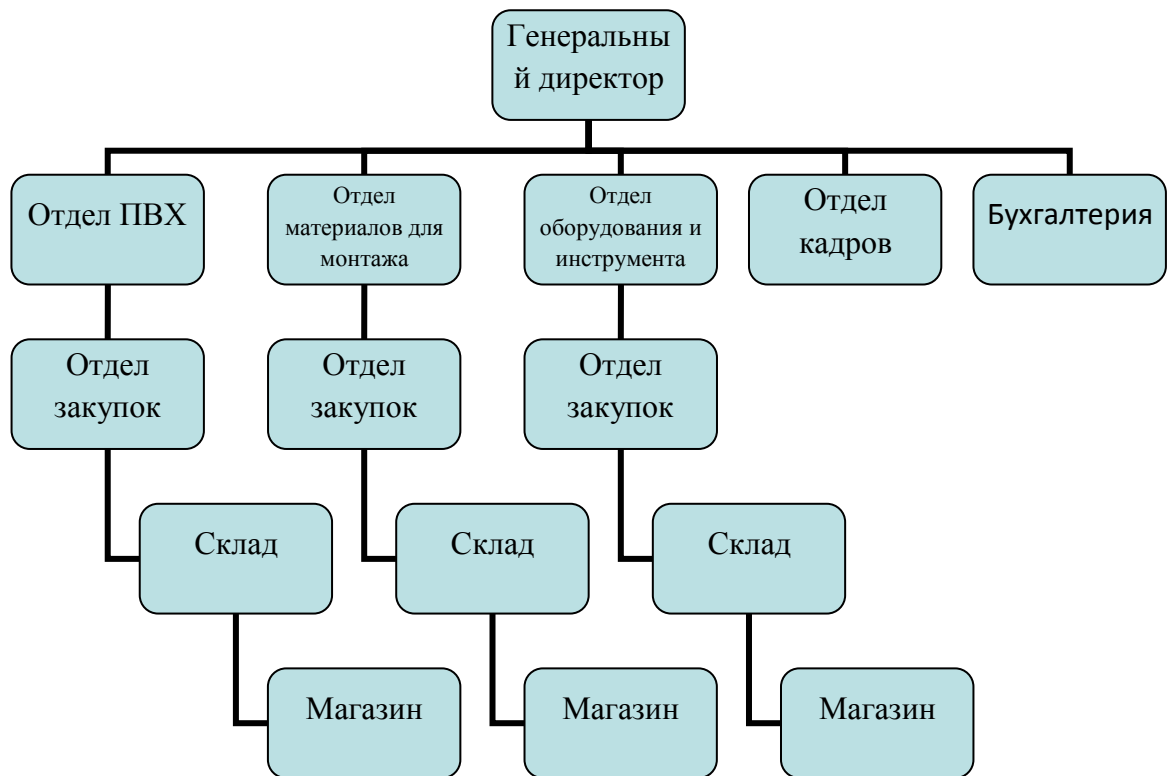 Генеральны
й директор
Отдел ПВХ
Отдел
материалов для
монтажа
Отдел
оборудования и
инструмента
Отдел
кадров
Бухгалтерия
Отдел
закупок
Отдел
закупок
Отдел
закупок
Склад
Склад
Склад
Магазин
Магазин
Магазин